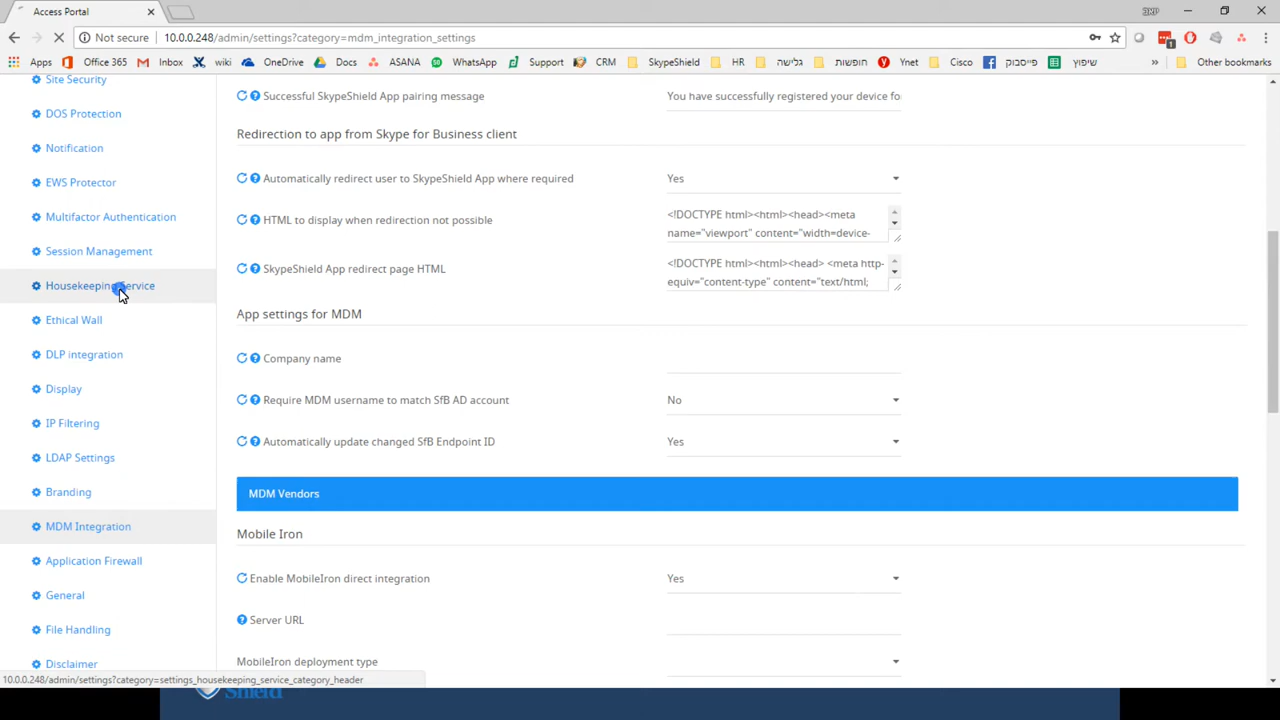 Access Portal
Not secure | 10.0.0.248/admin/settings?category=mdm_integration_settings
Apps Office 365 Inbox wiki OneDrive Docs ASANA WhatsApp Support CRM SkypeShield HR גלישה חופשות Ynet Cisco פייסבוק שיפוץ » Other bookmarks
Site Security
DOS Protection
Notification
EWS Protector
Multifactor Authentication
Session Management
Housekeeping Service
Ethical Wall
DLP integration
Display
IP Filtering
LDAP Settings
Branding
MDM Integration
Application Firewall
General
File Handling
Disclaimer
Successful SkypeShield App pairing message You have successfully registered your device fo
Redirection to app from Skype for Business client
Automatically redirect user to SkypeShield App where required Yes
HTML to display when redirection not possible <!DOCTYPE html><html><head><meta
name="viewport" content="width=device-
SkypeShield App redirect page HTML <!DOCTYPE html><html><head> <meta http-
equiv="content-type" content="text/html;
App settings for MDM
Company name
Require MDM username to match SfB AD account No
Automatically update changed SfB Endpoint ID Yes
MDM Vendors
Mobile Iron
Enable MobileIron direct integration Yes
Server URL
MobileIron deployment type
10.0.0.248/admin/settings?category=settings_housekeeping_service_category_header
Shield